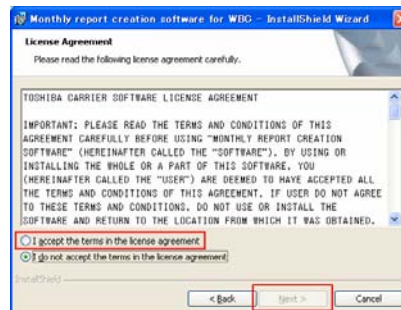 Monthly report creation software for WBG - InstallShield Wizard
License Agreement
Please read the following license agreement carefully.
TOSHIBA CARRIER SOFTWARE LICENSE AGREEMENT
IMPORTANT: PLEASE READ THE TERMS AND CONDITIONS OF THIS
AGREEMENT CAREFULLY BEFORE USING "MONTHLY REPORT CREATION
SOFTWARE" (HEREINAFTER CALLED THE "SOFTWARE"). BY USING OR
INSTALLING THE WHOLE OR A PART OF THIS SOFTWARE, YOU
(HEREINAFTER CALLED THE "USER") ARE DEEMED TO HAVE ACCEPTED ALL
THE TERMS AND CONDITIONS OF THIS AGREEMENT. IF USER DO NOT AGREE
TO THESE TERMS AND CONDITIONS, DO NOT USE OR INSTALL THE
SOFTWARE AND RETURN TO THE LOCATION FROM WHICH IT WAS OBTAINED.
I accept the terms in the license agreement
I do not accept the terms in the license agreement
InstallShield
< Back
Next >
Cancel